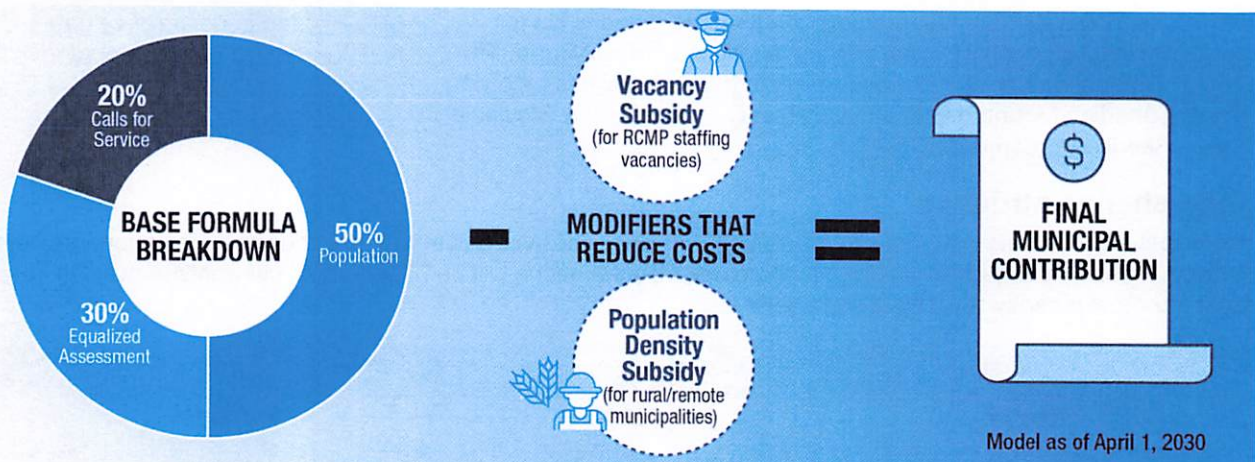 20%
Calls for
Service
BASE FORMULA
BREAKDOWN
50%
Population
30%
Equalized
Assessment
Vacancy
Subsidy
(for RCMP staffing
vacancies)
MODIFIERS THAT
REDUCE COSTS
Population
Density
Subsidy
(for rural/remote
municipalities)
$
FINAL
MUNICIPAL
CONTRIBUTION
Model as of April 1, 2030